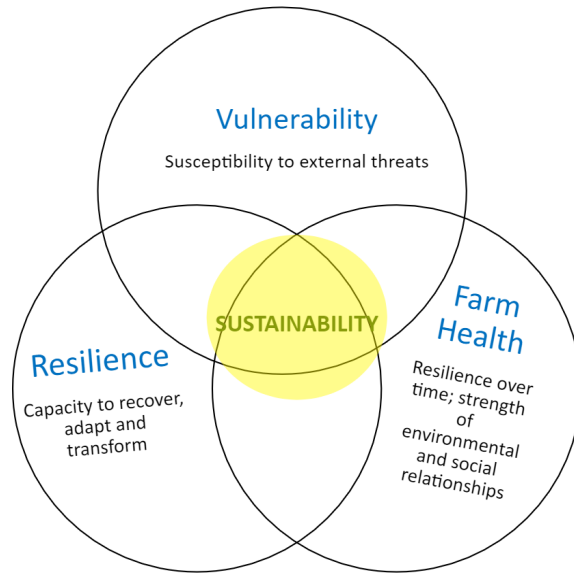 Vulnerability
Susceptibility to external threats
SUSTAINABILITY
Resilience
Capacity to recover,
adapt and
transform
Farm
Health
Resilience over
time; strength
of
environmental
and social
relationships